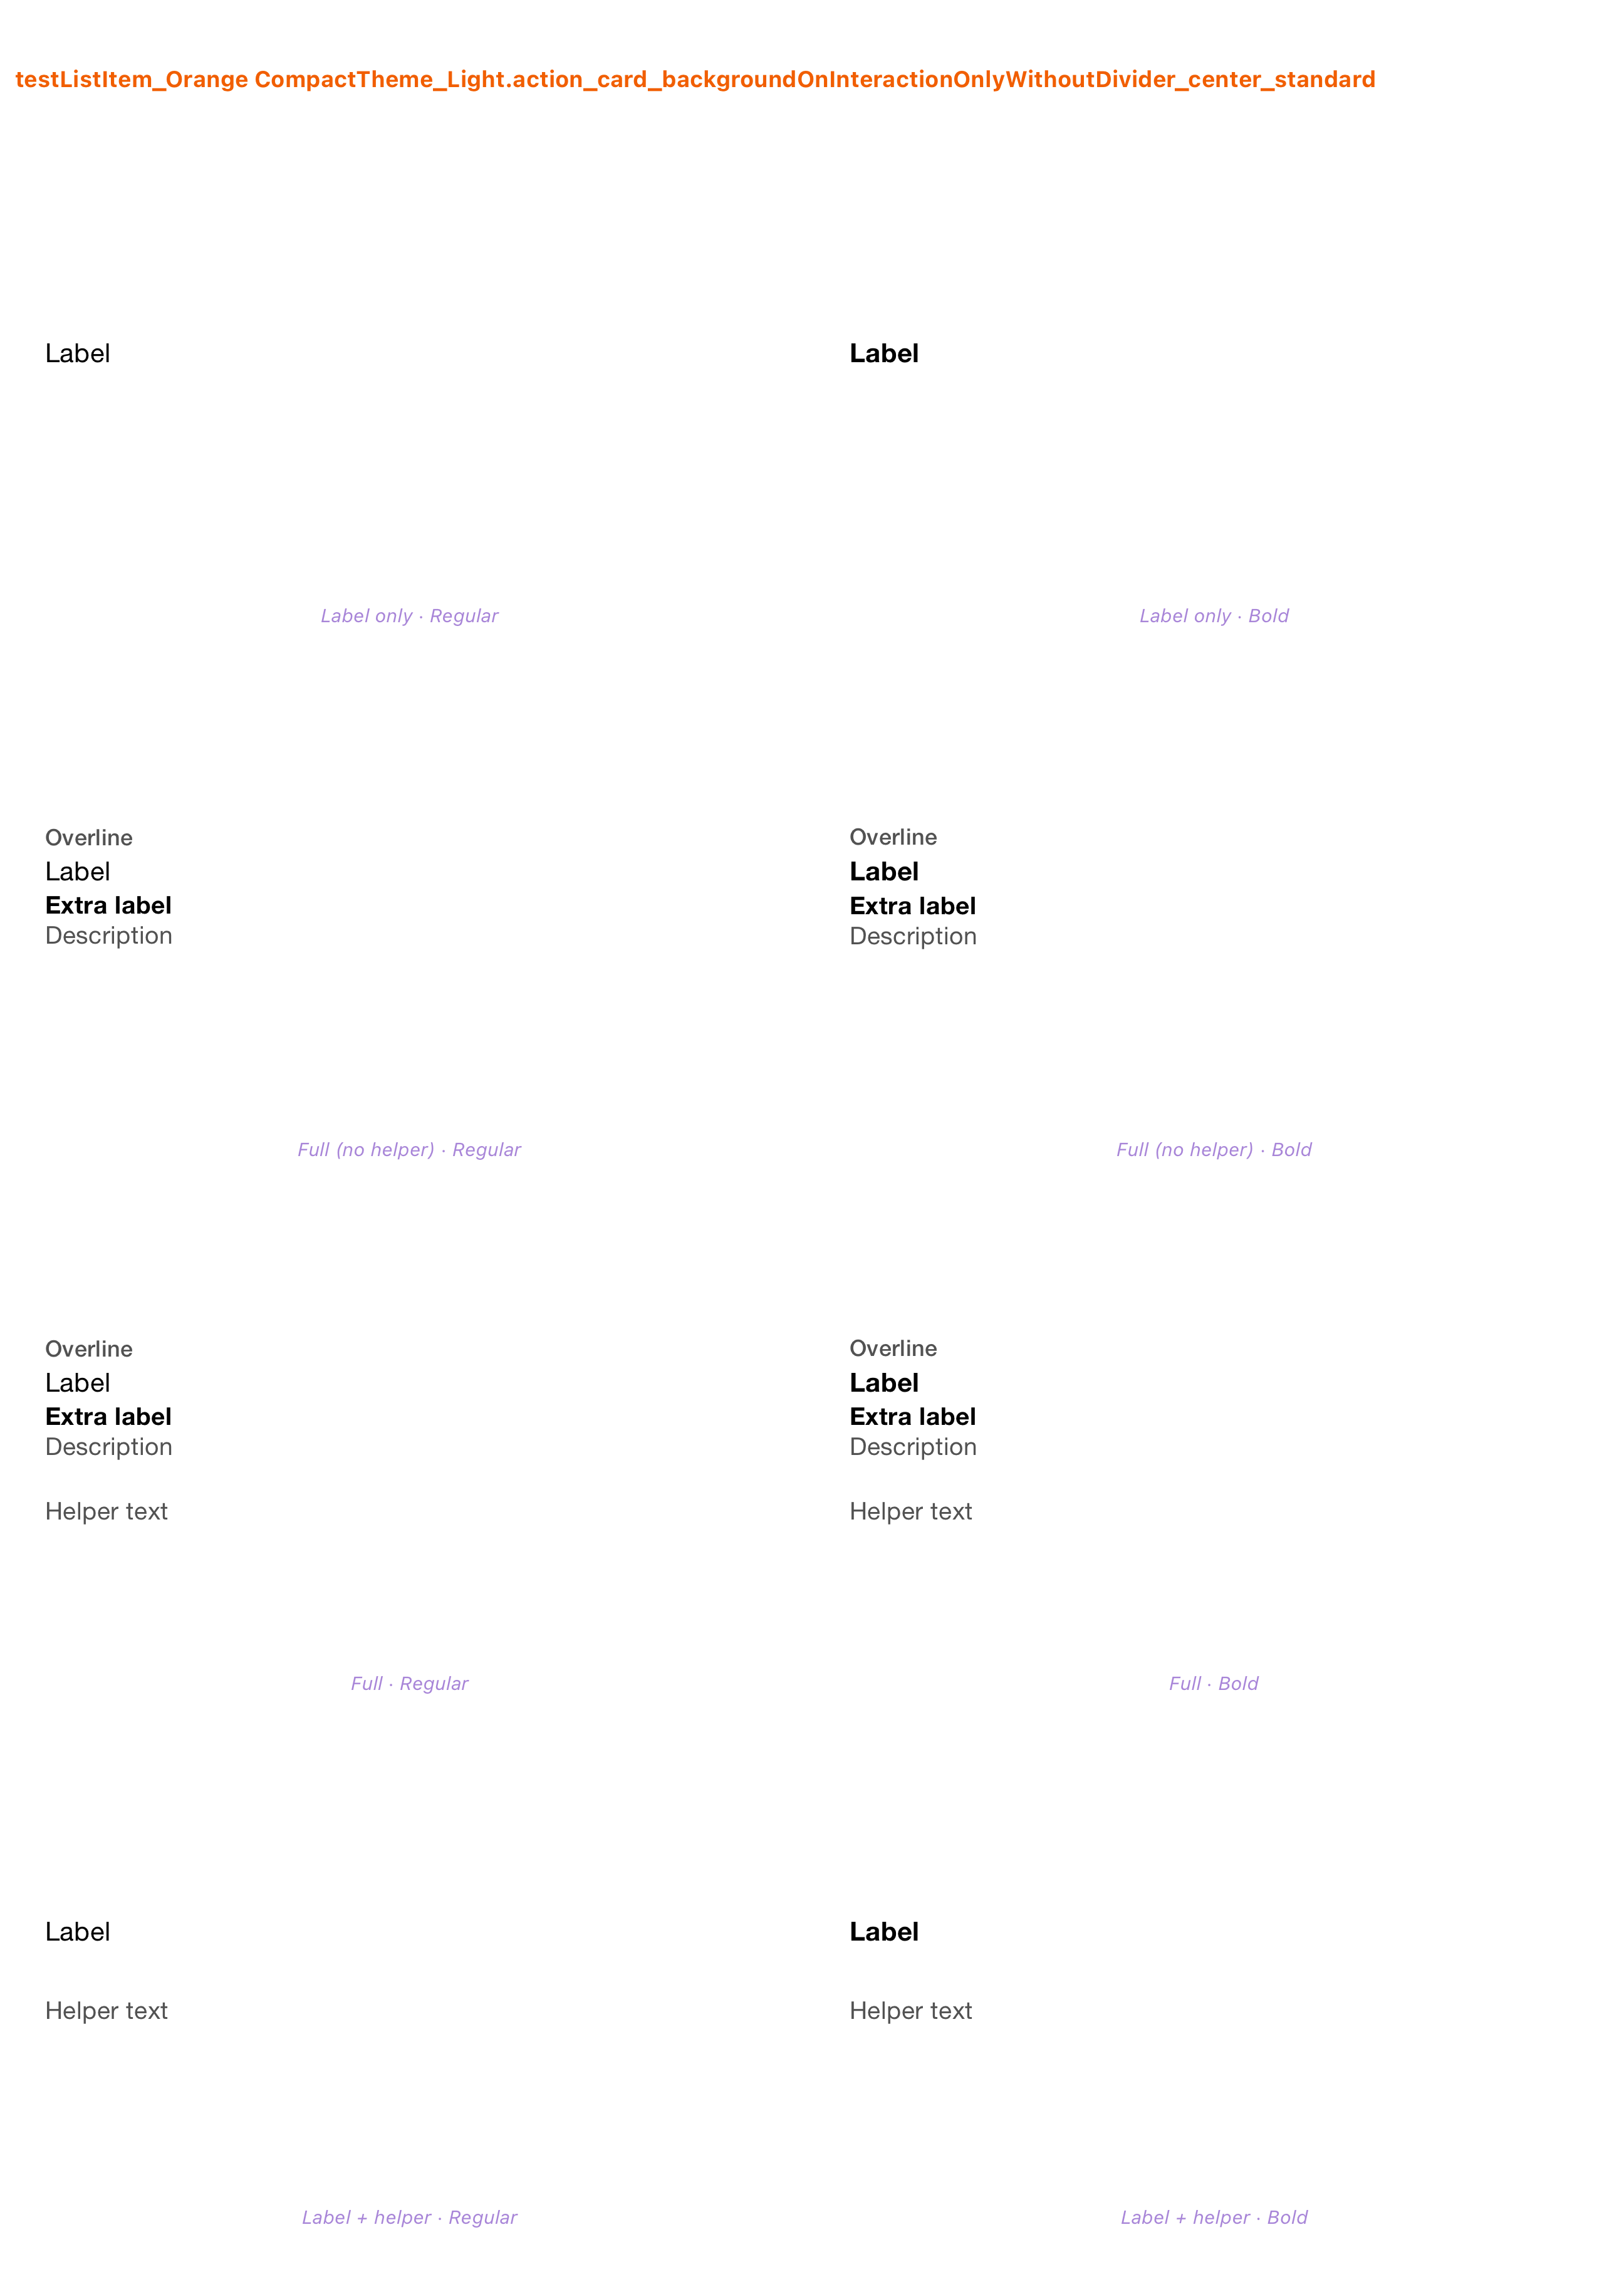 testListItem_Orange CompactTheme_Light.action_card_backgroundOnInteractionOnlyWithoutDivider_center_standard
Label
Label
Label only · Regular
Label only · Bold
Overline
Label
Extra label
Description
Overline
Label
Extra label
Description
Full (no helper) · Regular
Full (no helper) · Bold
Overline
Label
Extra label
Description
Helper text
Overline
Label
Extra label
Description
Helper text
Full · Regular
Full · Bold
Label
Helper text
Label
Helper text
Label + helper · Regular
Label + helper · Bold